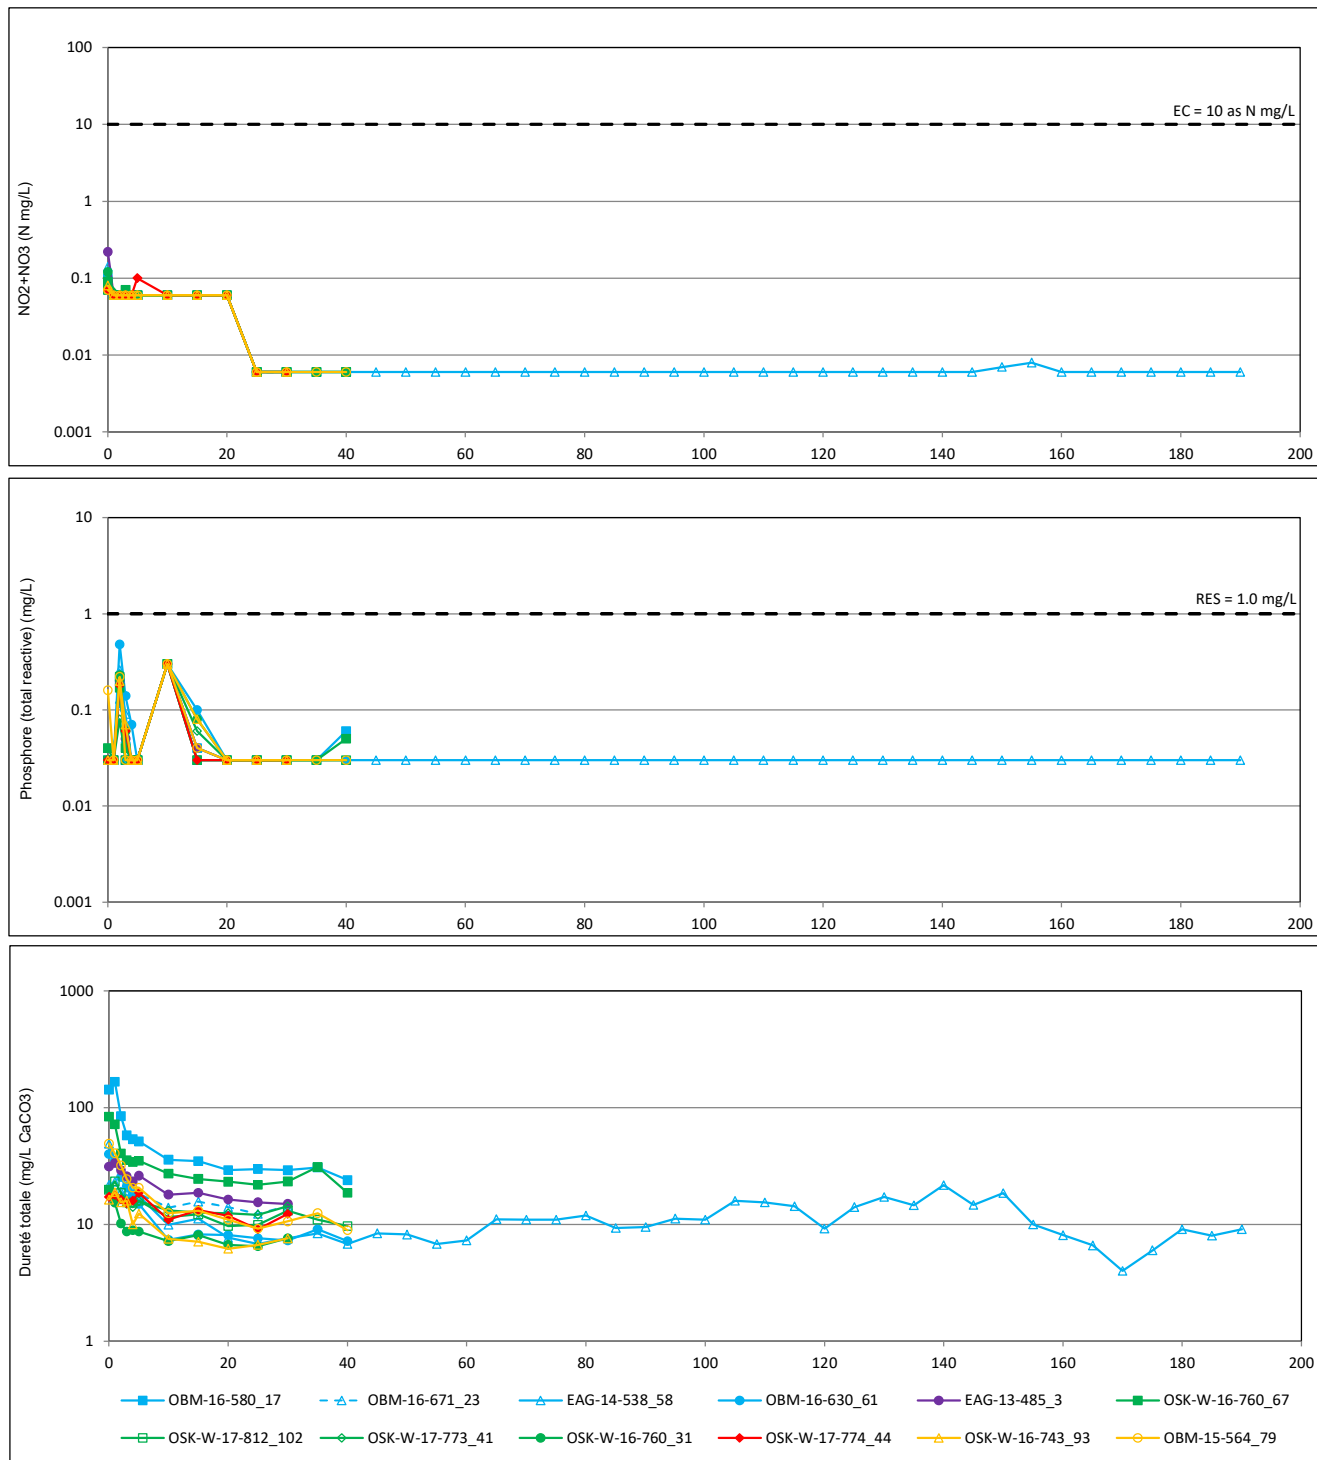 100
EC = 10 as N mg/L
10
1
0.1
0.01
0.001
NO2+NO3 (N mg/L)
0 20 40 60 80 100 120 140 160 180 200
10
RES = 1.0 mg/L
1
0.1
0.01
0.001
Phosphore (total reactive) (mg/L)
0 20 40 60 80 100 120 140 160 180 200
1000
100
10
1
Dureté totale (mg/L CaCO3)
0 20 40 60 80 100 120 140 160 180 200
OBM-16-580_17 OBM-16-671_23 EAG-14-538_58 OBM-16-630_61 EAG-13-485_3 OSK-W-16-760_67
OSK-W-17-812_102 OSK-W-17-773_41 OSK-W-16-760_31 OSK-W-17-774_44 OSK-W-16-743_93 OBM-15-564_79